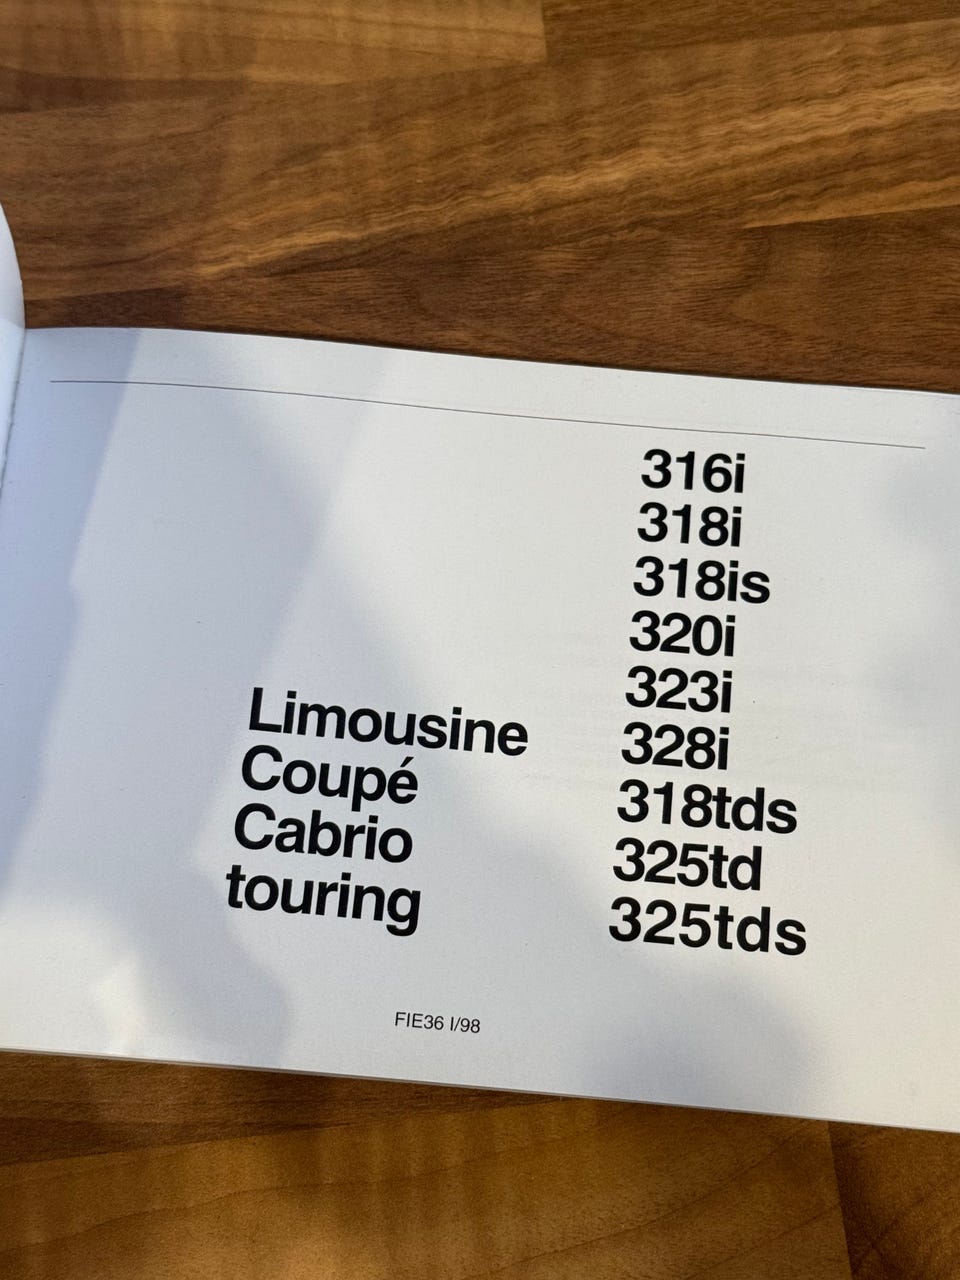 Limousine
Coupé
Cabrio
touring
316i
318i
318is
320i
323i
328i
318tds
325td
325tds
FIE36 I/98